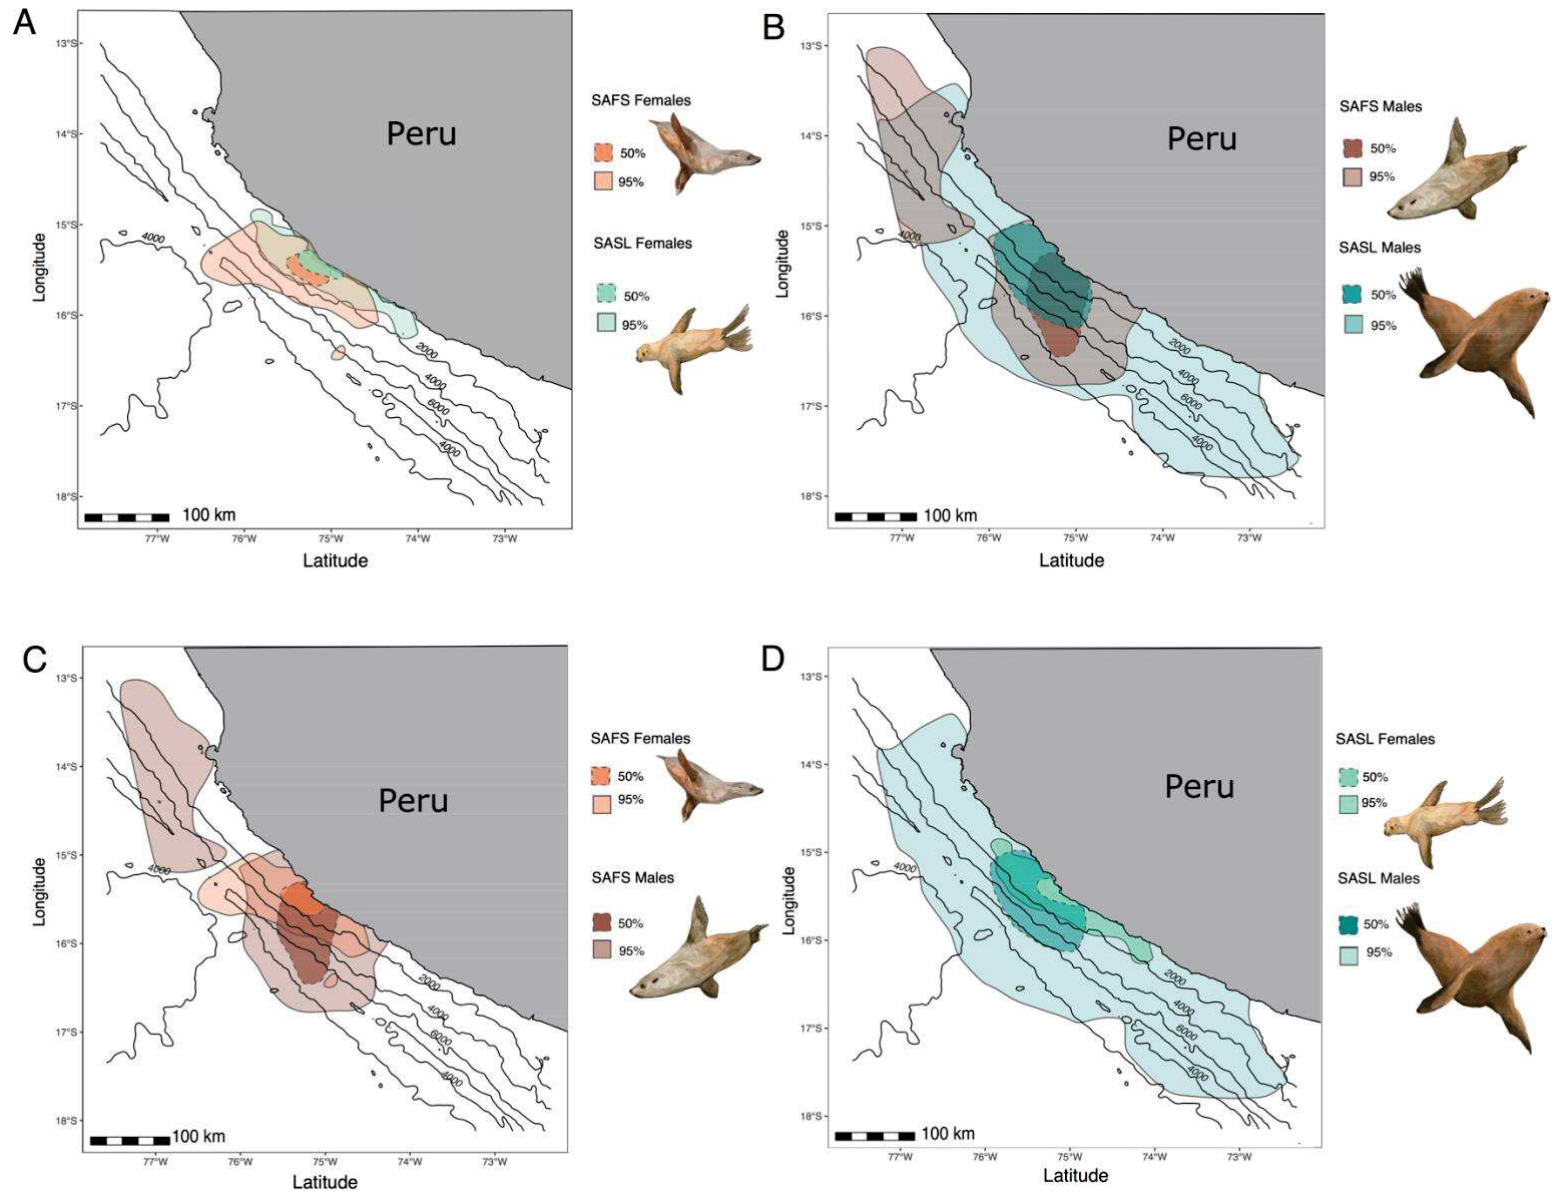 A
13°S
14°S
15°S
16°S
17°S
18°S
Longitude
Peru
4000
2000
4000
6000
4000
100 km
77°W
76°W
75°W
74°W
73°W
Latitude
SAFS Females
50%
95%
SASL Females
50%
95%
B
13°S
14°S
15°S
16°S
17°S
18°S
Longitude
Peru
4000
2000
4000
6000
4000
100 km
77°W
76°W
75°W
74°W
73°W
Latitude
SAFS Males
50%
95%
SASL Males
50%
95%
C
13°S
14°S
15°S
16°S
17°S
18°S
Longitude
Peru
4000
2000
4000
6000
4000
100 km
77°W
76°W
75°W
74°W
73°W
Latitude
SAFS Females
50%
95%
SAFS Males
50%
95%
D
13°S
14°S
15°S
16°S
17°S
18°S
Longitude
Peru
4000
2000
4000
6000
4000
100 km
77°W
76°W
75°W
74°W
73°W
Latitude
SASL Females
50%
95%
SASL Males
50%
95%